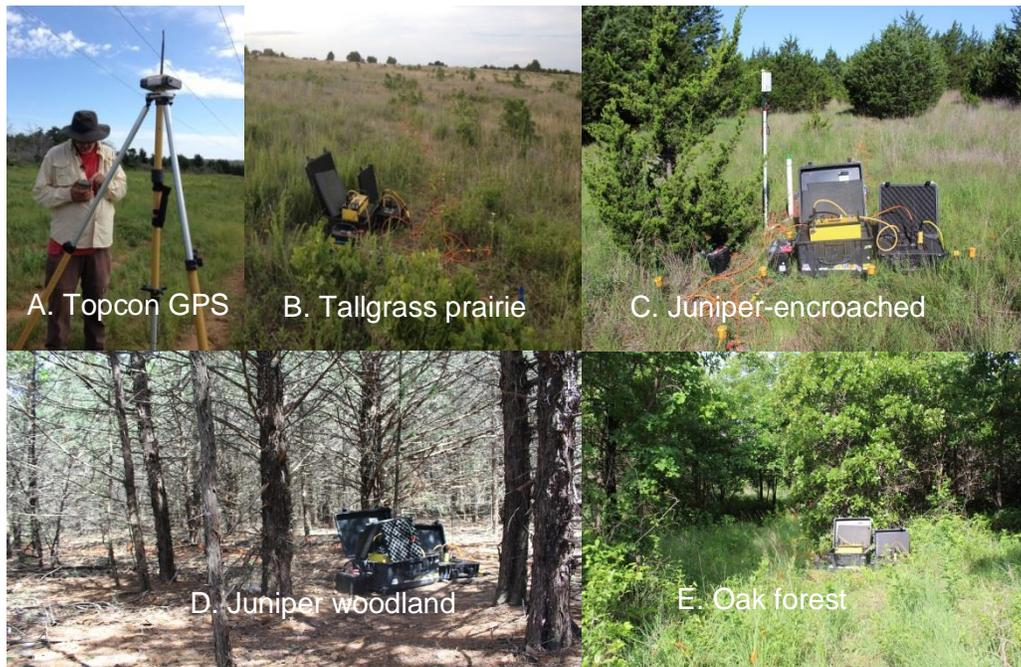 A. Topcon GPS
B. Tallgrass prairie
C. Juniper-encroached
D. Juniper woodland
E. Oak forest